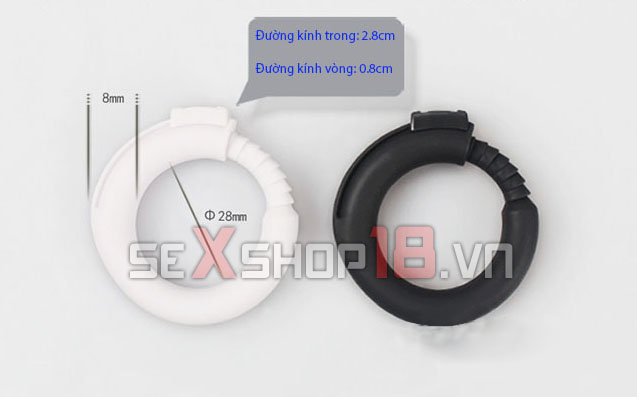 Đường kính trong: 2.8cm
Đường kính vòng: 0.8cm
8mm
Φ 28mm
seXshop18.vn